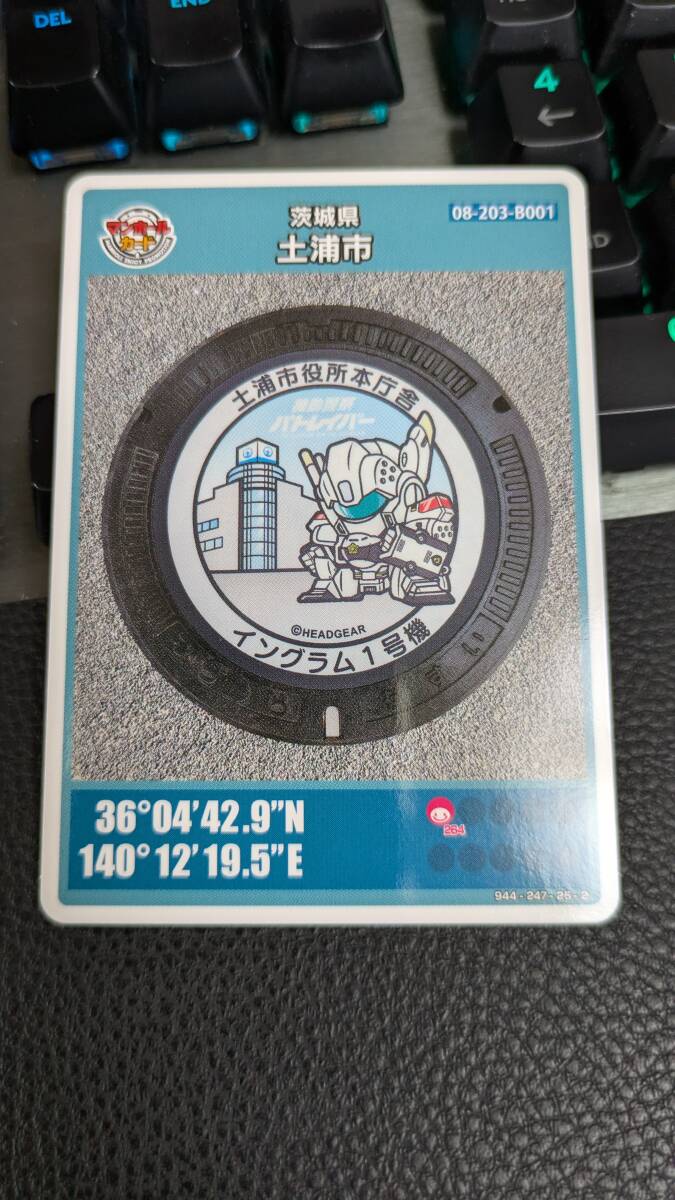 DEL
END
4
←
マンホール
カード
茨城県
土浦市
08-203-B001
土浦市役所本庁舎
機動警察
パトレイバー
©HEADGEAR
イングラム1号機
36°04'42.9"N
140°12'19.5"E
264
944-247-25-2